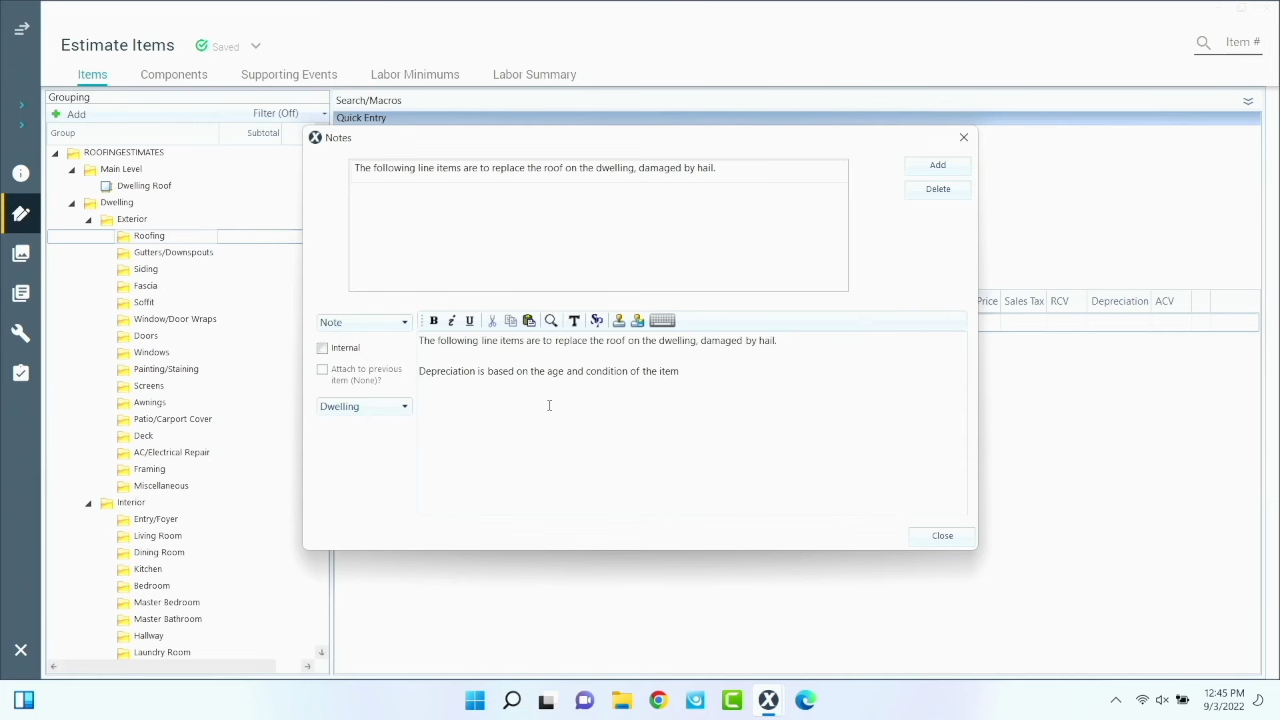 Estimate Items
Saved
Item #
Items
Components
Supporting Events
Labor Minimums
Labor Summary
Grouping
Add
Filter (Off)
Group
Subtotal
ROOFINGESTIMATES
Main Level
Dwelling Roof
Dwelling
Exterior
Roofing
Gutters/Downspouts
Siding
Fascia
Soffit
Window/Door Wraps
Doors
Windows
Painting/Staining
Screens
Awnings
Patio/Carport Cover
Deck
AC/Electrical Repair
Framing
Miscellaneous
Interior
Entry/Foyer
Living Room
Dining Room
Kitchen
Bedroom
Master Bedroom
Master Bathroom
Hallway
Laundry Room
Search/Macros
Quick Entry
Price
Sales Tax
RCV
Depreciation
ACV
Notes
The following line items are to replace the roof on the dwelling, damaged by hail.
Add
Delete
Note
B i U
Internal
Attach to previous
item (None)?
Dwelling
The following line items are to replace the roof on the dwelling, damaged by hail.
Depreciation is based on the age and condition of the item
Close
12:45 PM
9/3/2022